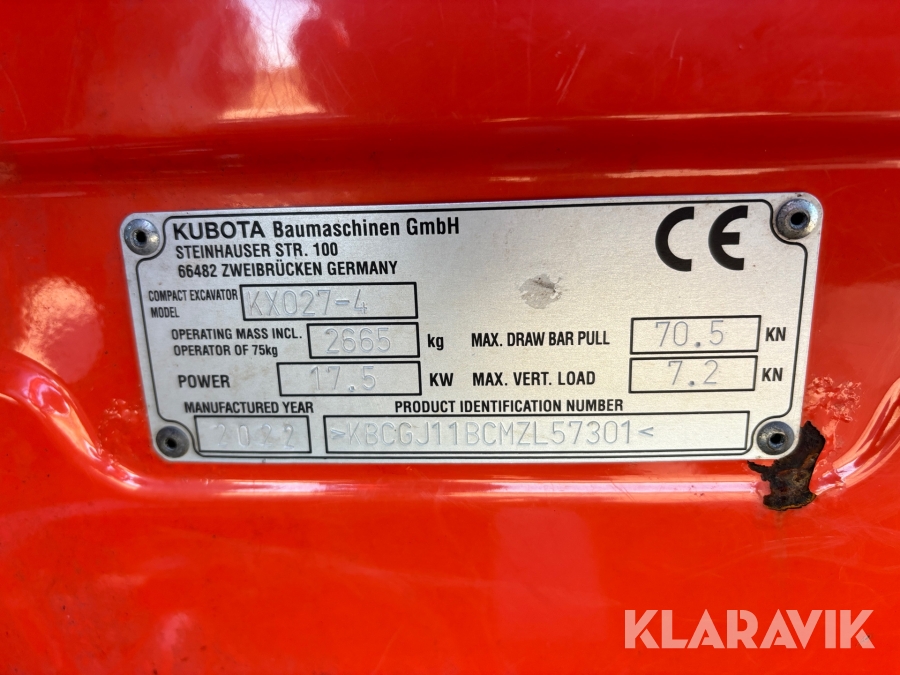 KUBOTA Baumaschinen GmbH
STEINHAUSER STR. 100
66482 ZWEIBRÜCKEN GERMANY
CE
COMPACT EXCAVATOR MODEL KX027-4
OPERATING MASS INCL. OPERATOR OF 75kg 2665 kg
MAX. DRAW BAR PULL 70.5 KN
POWER 17.5 KW
MAX. VERT. LOAD 7.2 KN
MANUFACTURED YEAR
PRODUCT IDENTIFICATION NUMBER
2022
>KBCGJ11BCMZL57301<
KLARAVIK